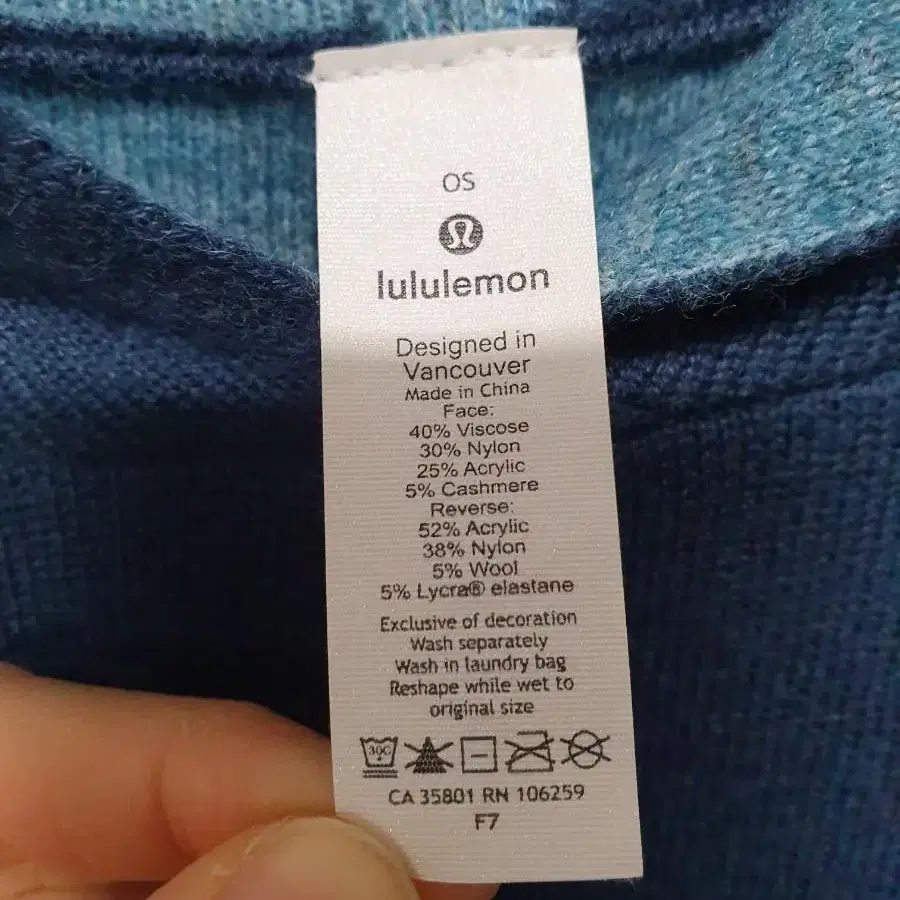 OS
lululemon
Designed in
Vancouver
Made in China
Face:
40% Viscose
30% Nylon
25% Acrylic
5% Cashmere
Reverse:
52% Acrylic
38% Nylon
5% Wool
5% Lycra® elastane
Exclusive of decoration
Wash separately
Wash in laundry bag
Reshape while wet to
original size
30C
CA 35801 RN 106259
F7